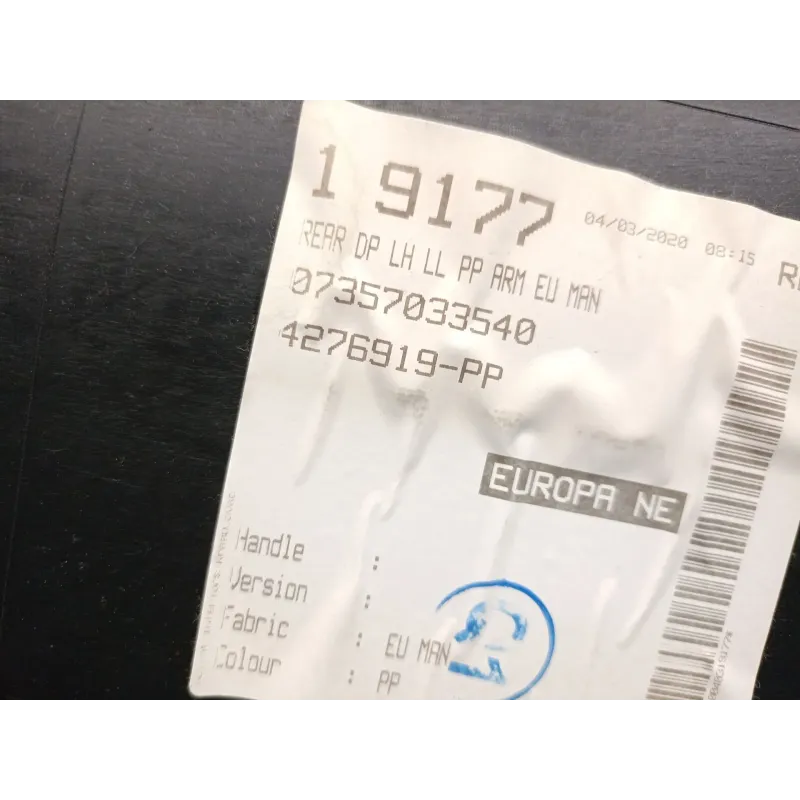 1 9177 04/03/2020 08:15
REAR DP LH LL PP ARM EU MAN
07357033540
4276919-PP
EUROPA NE
Handle :
Version :
Fabric : EU MAN
Colour : PP